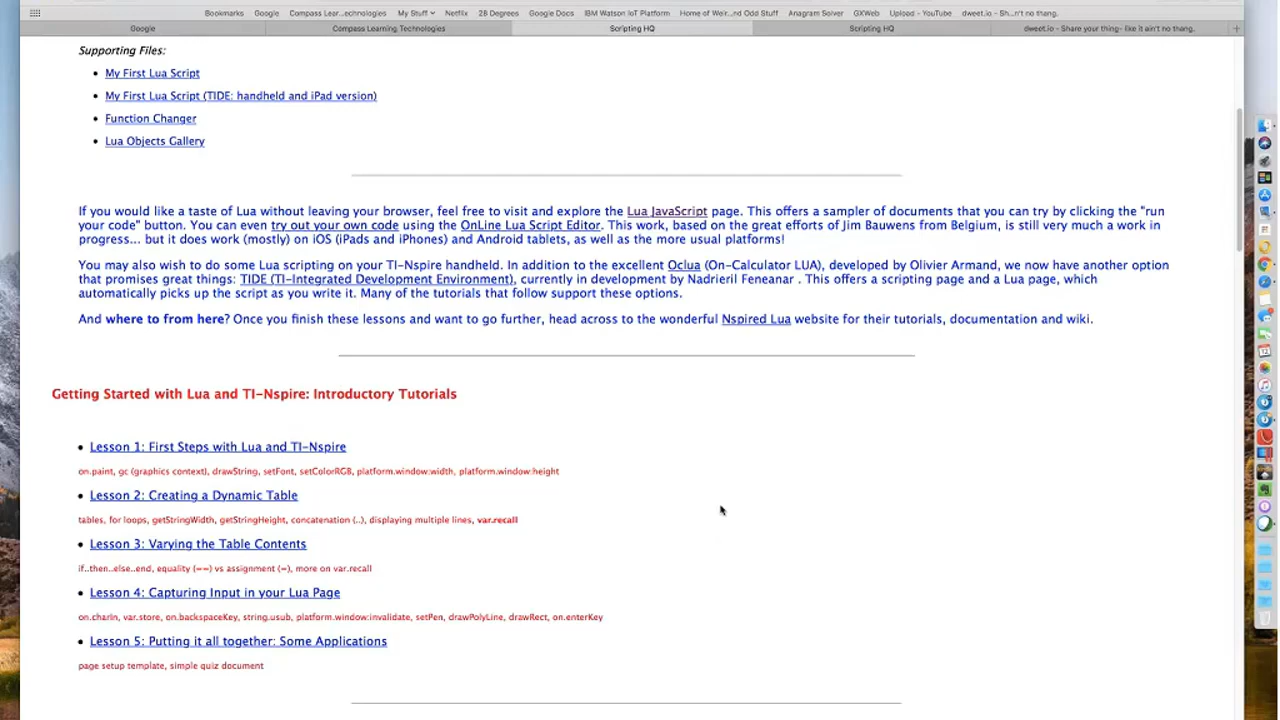 Bookmarks Google Compass Lear...echnologies My Stuff Netflix 28 Degrees Google Docs IBM Watson IoT Platform Home of Weir...nd Odd Stuff Anagram Solver GXWeb Upload - YouTube dweet.io - Sh...n't no thang.
Google Compass Learning Technologies Scripting HQ Scripting HQ dweet.io - Share your thing- like it ain't no thang.
Supporting Files:
• My First Lua Script
• My First Lua Script (TIDE: handheld and iPad version)
• Function Changer
• Lua Objects Gallery
If you would like a taste of Lua without leaving your browser, feel free to visit and explore the Lua JavaScript page. This offers a sampler of documents that you can try by clicking the "run
your code" button. You can even try out your own code using the OnLine Lua Script Editor. This work, based on the great efforts of Jim Bauwens from Belgium, is still very much a work in
progress... but it does work (mostly) on iOS (iPads and iPhones) and Android tablets, as well as the more usual platforms!
You may also wish to do some Lua scripting on your TI-Nspire handheld. In addition to the excellent Oclua (On-Calculator LUA), developed by Olivier Armand, we now have another option
that promises great things: TIDE (TI-Integrated Development Environment), currently in development by Nadrieril Feneanar . This offers a scripting page and a Lua page, which
automatically picks up the script as you write it. Many of the tutorials that follow support these options.
And where to from here? Once you finish these lessons and want to go further, head across to the wonderful Nspired Lua website for their tutorials, documentation and wiki.
Getting Started with Lua and TI-Nspire: Introductory Tutorials
• Lesson 1: First Steps with Lua and TI-Nspire
on.paint, gc (graphics context), drawString, setFont, setColorRGB, platform.window:width, platform.window:height
• Lesson 2: Creating a Dynamic Table
tables, for loops, getStringWidth, getStringHeight, concatenation (..), displaying multiple lines, var.recall
• Lesson 3: Varying the Table Contents
if..then..else..end, equality (==) vs assignment (=), more on var.recall
• Lesson 4: Capturing Input in your Lua Page
on.charIn, var.store, on.backspaceKey, string.usub, platform.window:invalidate, setPen, drawPolyLine, drawRect, on.enterKey
• Lesson 5: Putting it all together: Some Applications
page setup template, simple quiz document